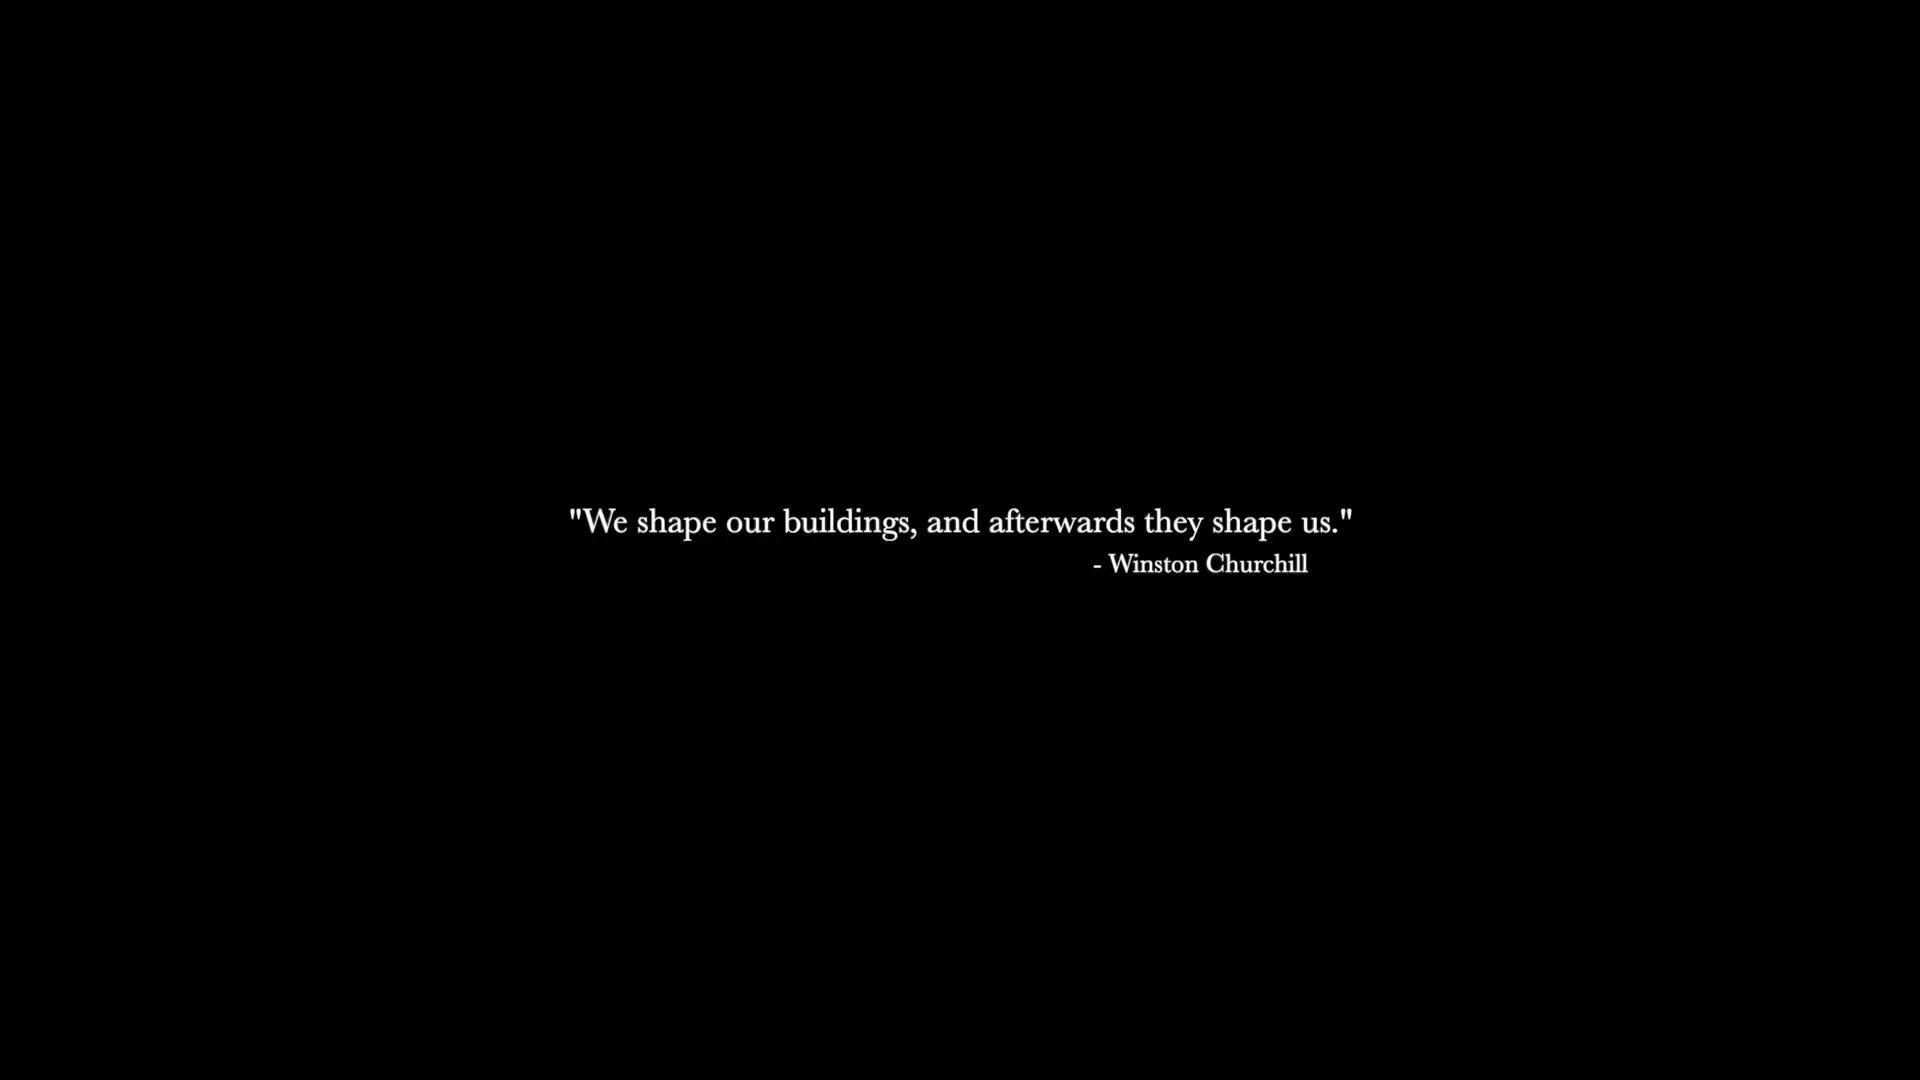 "We shape our buildings, and afterwards they shape us."
- Winston Churchill